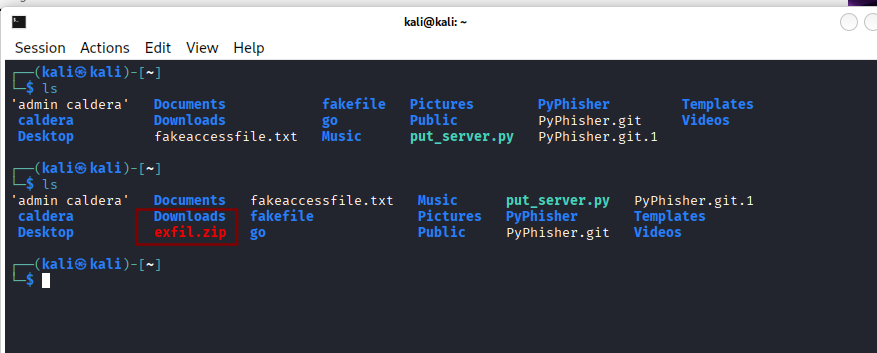 kali@kali: ~
Session Actions Edit View Help
┌──(kali㉿kali)-[~]
└─$ ls
'admin caldera' Documents fakefile Pictures PyPhisher Templates
caldera Downloads go Public PyPhisher.git Videos
Desktop fakeaccessfile.txt Music put_server.py PyPhisher.git.1
┌──(kali㉿kali)-[~]
└─$ ls
'admin caldera' Documents fakeaccessfile.txt Music put_server.py PyPhisher.git.1
caldera Downloads fakefile Pictures PyPhisher Templates
Desktop exfil.zip go Public PyPhisher.git Videos
┌──(kali㉿kali)-[~]
└─$